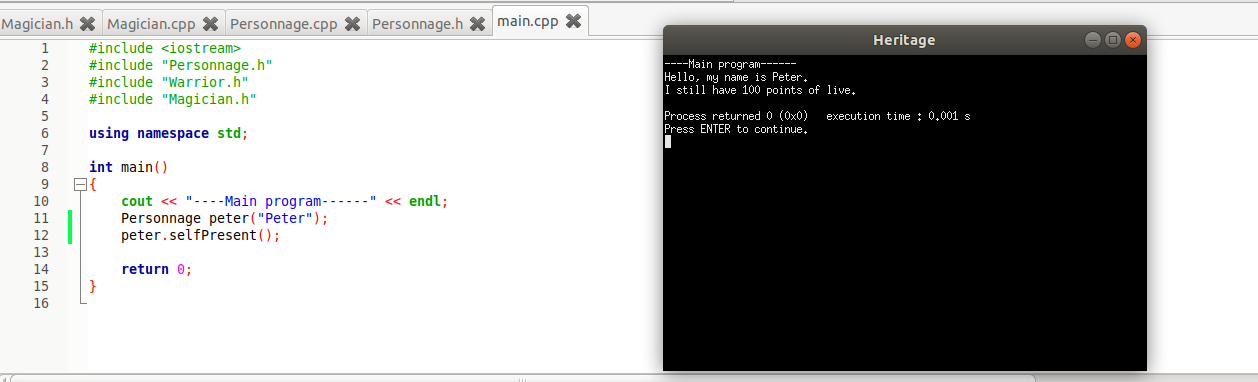 Magician.h Magician.cpp Personnage.cpp Personnage.h main.cpp
1 #include <iostream>
2 #include "Personnage.h"
3 #include "Warrior.h"
4 #include "Magician.h"
5
6 using namespace std;
7
8 int main()
9 {
10 cout << "----Main program------" << endl;
11 Personnage peter("Peter");
12 peter.selfPresent();
13
14 return 0;
15 }
16
Heritage
----Main program------
Hello, my name is Peter.
I still have 100 points of live.
Process returned 0 (0x0) execution time : 0.001 s
Press ENTER to continue.